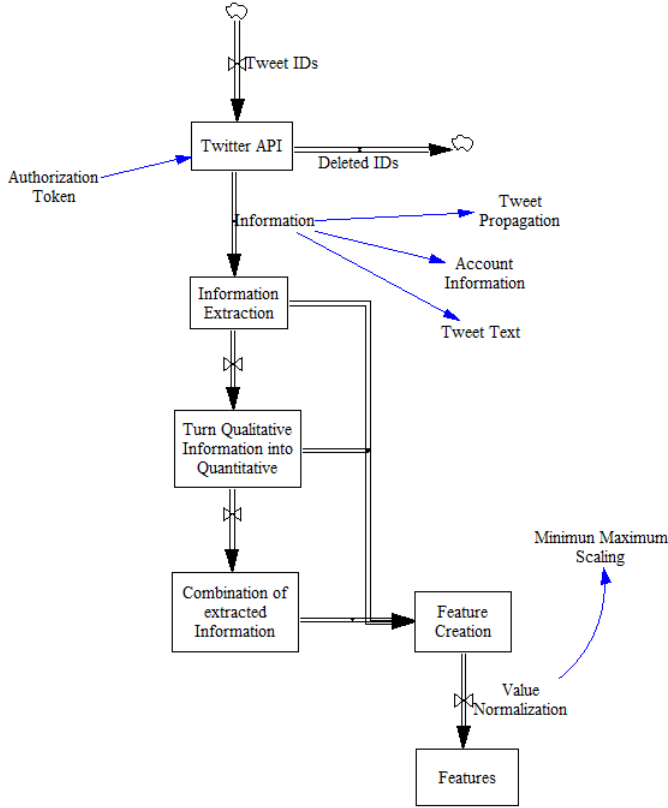 Tweet IDs
Twitter API
Deleted IDs
Authorization
Token
Information
Tweet
Propagation
Account
Information
Tweet Text
Information
Extraction
Turn Qualitative
Information into
Quantitative
Minimun Maximum
Scaling
Combination of
extracted
Information
Feature
Creation
Value
Normalization
Features